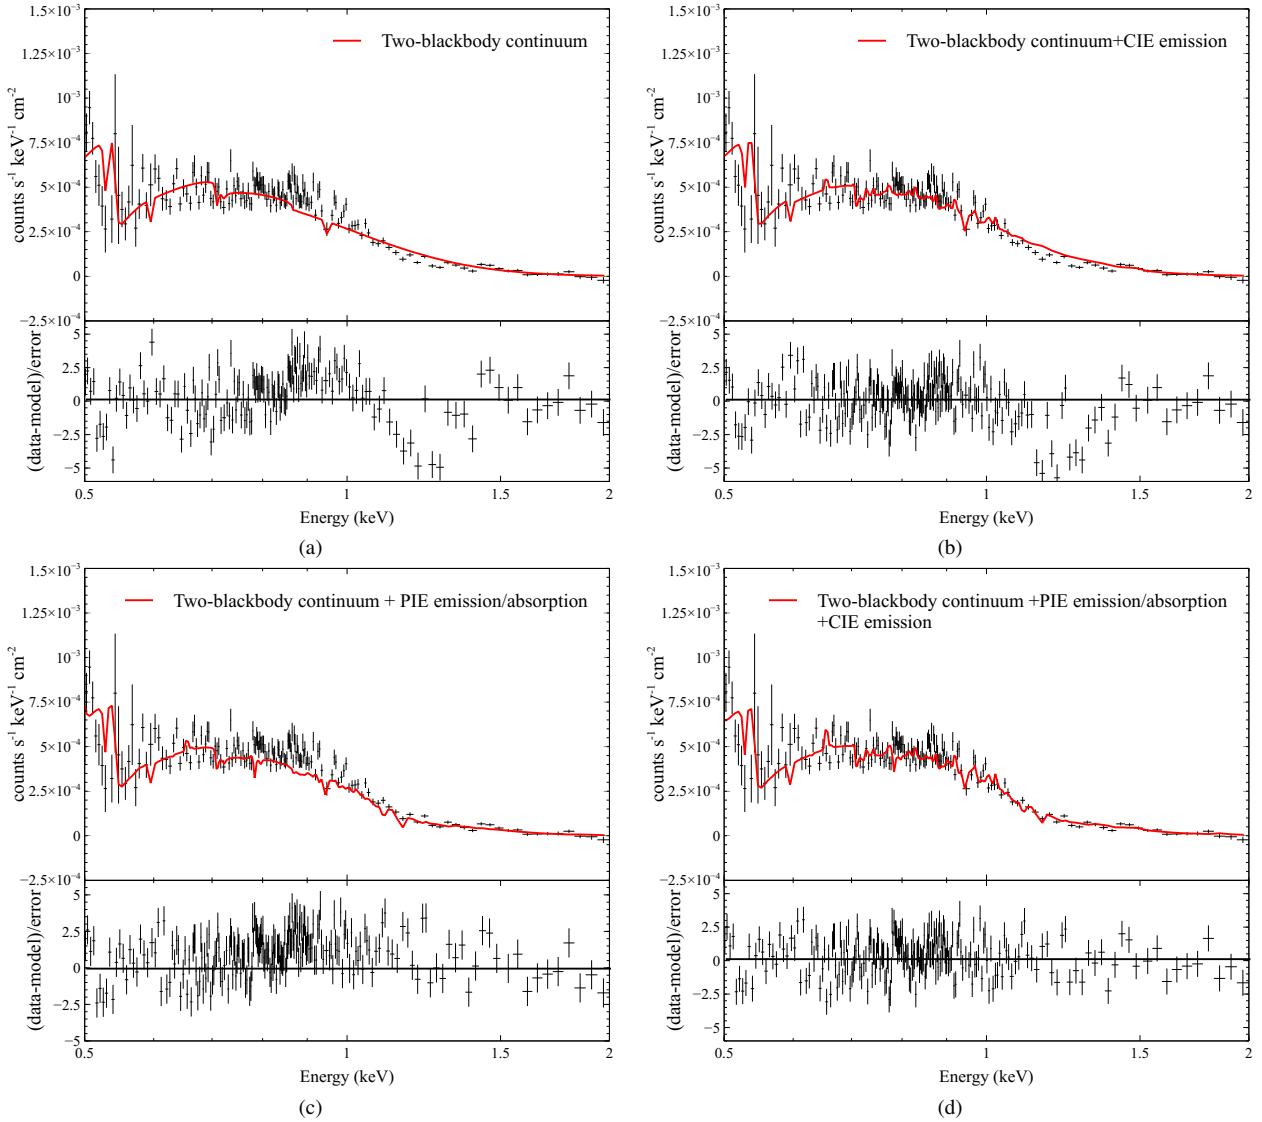 1.5×10⁻³
1.25×10⁻³
10⁻³
7.5×10⁻⁴
5×10⁻⁴
2.5×10⁻⁴
0
−2.5×10⁻⁴
counts s⁻¹ keV⁻¹ cm⁻²
Two-blackbody continuum
5
2.5
0
−2.5
−5
(data-model)/error
0.5 1 1.5 2
Energy (keV)
(a)
1.5×10⁻³
1.25×10⁻³
10⁻³
7.5×10⁻⁴
5×10⁻⁴
2.5×10⁻⁴
0
−2.5×10⁻⁴
counts s⁻¹ keV⁻¹ cm⁻²
Two-blackbody continuum+CIE emission
5
2.5
0
−2.5
−5
(data-model)/error
0.5 1 1.5 2
Energy (keV)
(b)
1.5×10⁻³
1.25×10⁻³
10⁻³
7.5×10⁻⁴
5×10⁻⁴
2.5×10⁻⁴
0
−2.5×10⁻⁴
counts s⁻¹ keV⁻¹ cm⁻²
Two-blackbody continuum + PIE emission/absorption
5
2.5
0
−2.5
−5
(data-model)/error
0.5 1 1.5 2
Energy (keV)
(c)
1.5×10⁻³
1.25×10⁻³
10⁻³
7.5×10⁻⁴
5×10⁻⁴
2.5×10⁻⁴
0
−2.5×10⁻⁴
counts s⁻¹ keV⁻¹ cm⁻²
Two-blackbody continuum +PIE emission/absorption
+CIE emission
5
2.5
0
−2.5
−5
(data-model)/error
0.5 1 1.5 2
Energy (keV)
(d)